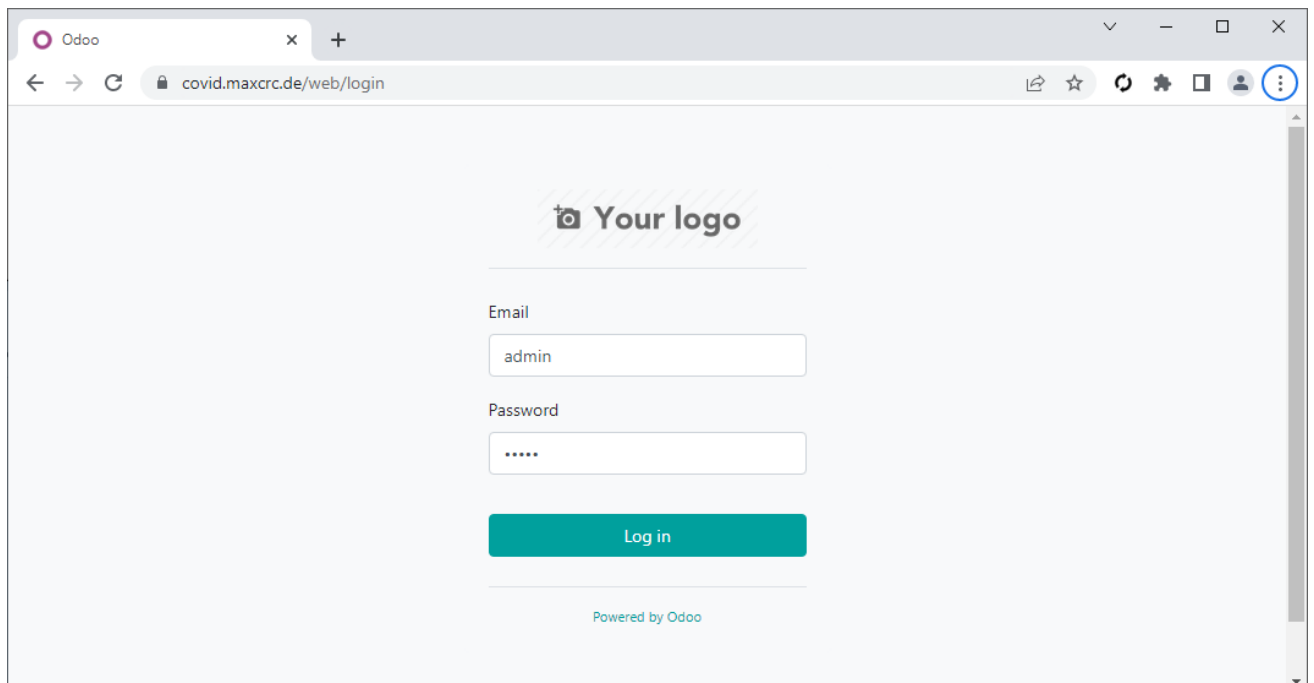 Odoo
covid.maxcrc.de/web/login
Your logo
Email
admin
Password
•••••
Log in
Powered by Odoo